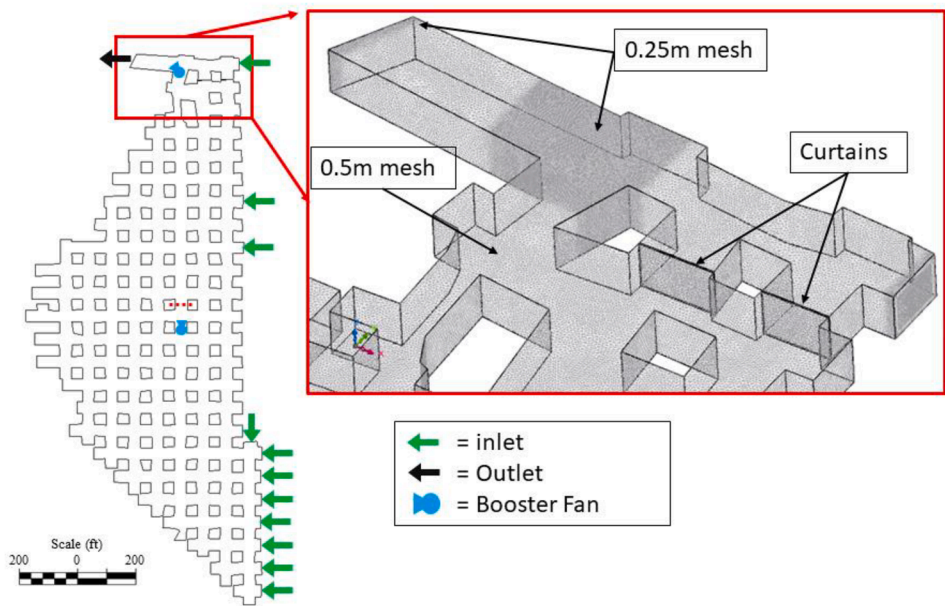 0.25m mesh
0.5m mesh
Curtains
x
= inlet
= Outlet
= Booster Fan
Scale (ft)
200 0 200